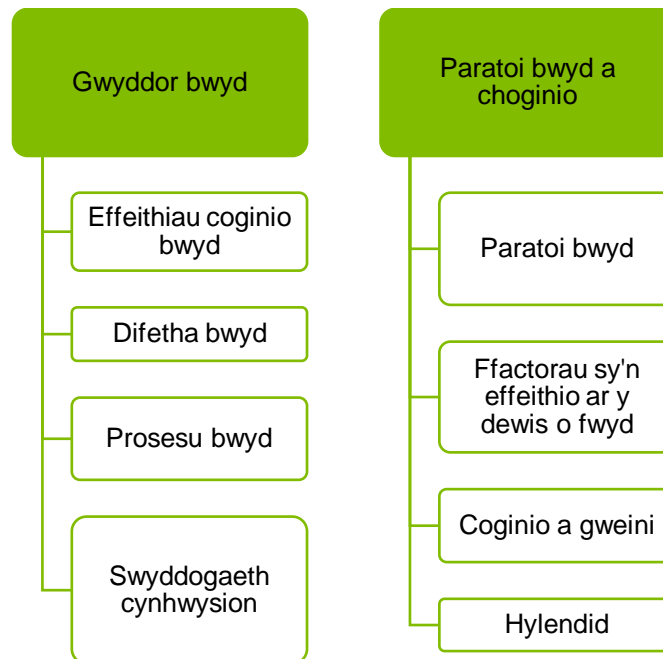 Gwyddor bwyd
Effeithiau coginio
bwyd
Difetha bwyd
Prosesu bwyd
Swyddogaeth
cynhwysion
Paratoi bwyd a
choginio
Paratoi bwyd
Ffactorau sy'n
effeithio ar y
dewis o fwyd
Coginio a gweini
Hylendid